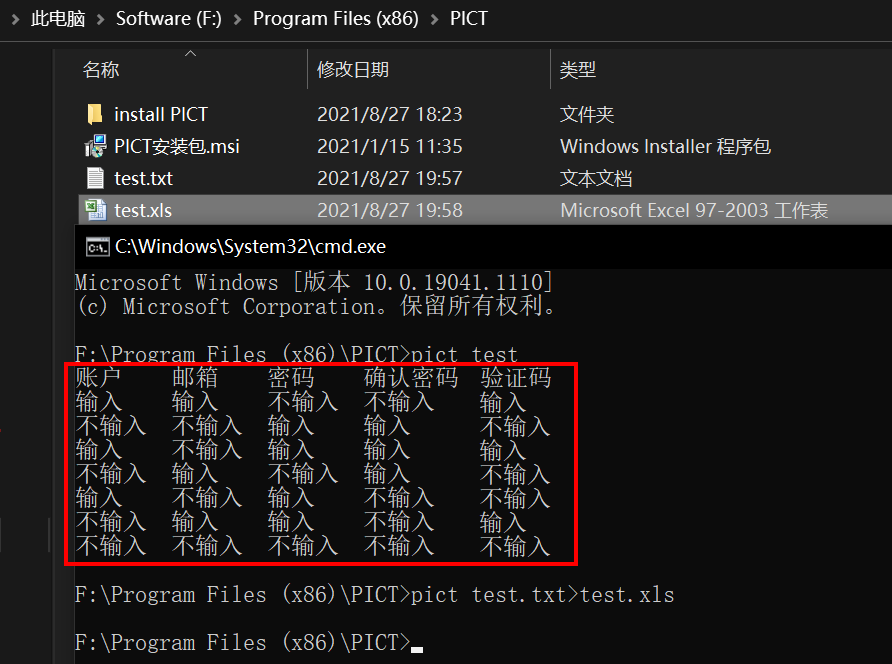 此电脑 > Software (F:) > Program Files (x86) > PICT
名称 修改日期 类型
install PICT 2021/8/27 18:23 文件夹
PICT安装包.msi 2021/1/15 11:35 Windows Installer 程序包
test.txt 2021/8/27 19:57 文本文档
test.xls 2021/8/27 19:58 Microsoft Excel 97-2003 工作表
C:\Windows\System32\cmd.exe
Microsoft Windows [版本 10.0.19041.1110]
(c) Microsoft Corporation。保留所有权利。
F:\Program Files (x86)\PICT>pict test
账户 邮箱 密码 确认密码 验证码
输入 输入 不输入 不输入 输入
不输入 不输入 输入 输入 不输入
输入 不输入 输入 输入 输入
不输入 输入 不输入 输入 不输入
输入 不输入 输入 不输入 不输入
不输入 输入 输入 不输入 输入
不输入 不输入 不输入 不输入 不输入
F:\Program Files (x86)\PICT>pict test.txt>test.xls
F:\Program Files (x86)\PICT>